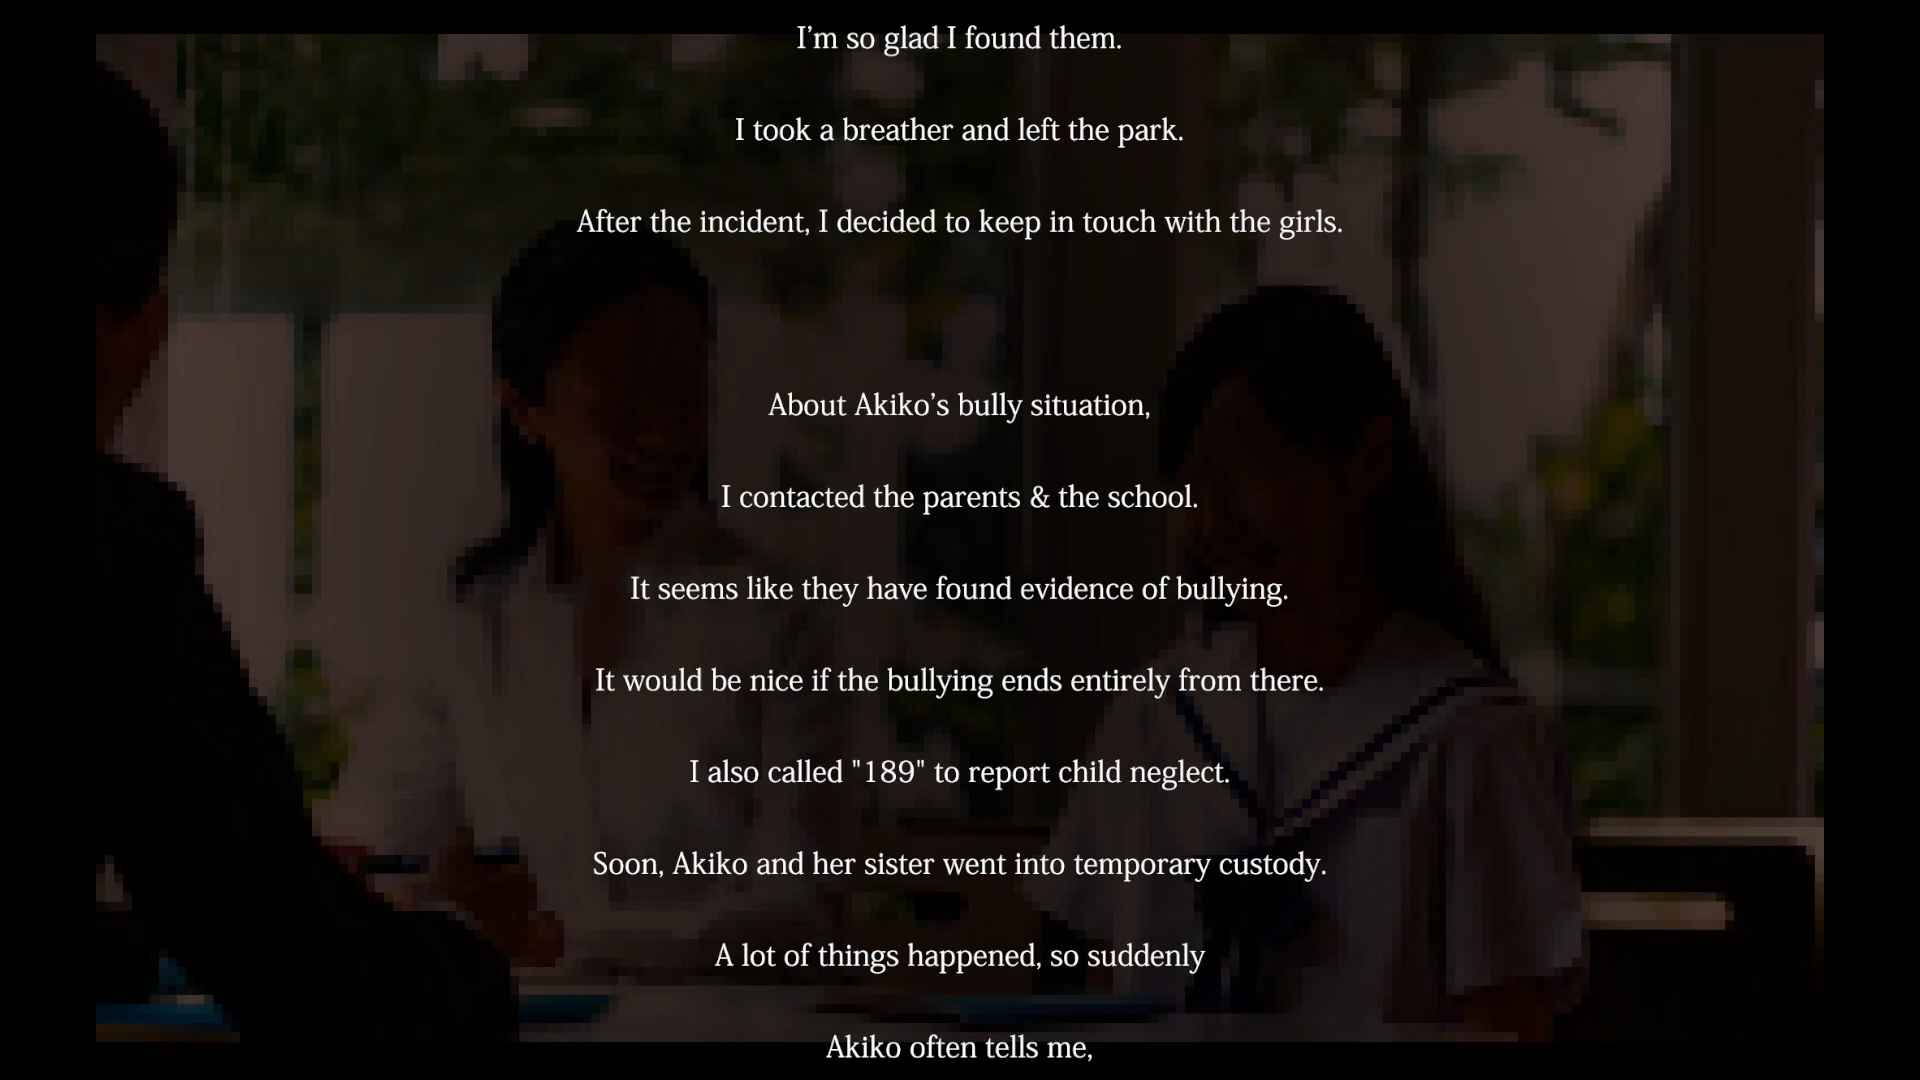 I’m so glad I found them.
I took a breather and left the park.
After the incident, I decided to keep in touch with the girls.
About Akiko’s bully situation,
I contacted the parents & the school.
It seems like they have found evidence of bullying.
It would be nice if the bullying ends entirely from there.
I also called "189" to report child neglect.
Soon, Akiko and her sister went into temporary custody.
A lot of things happened, so suddenly
Akiko often tells me,